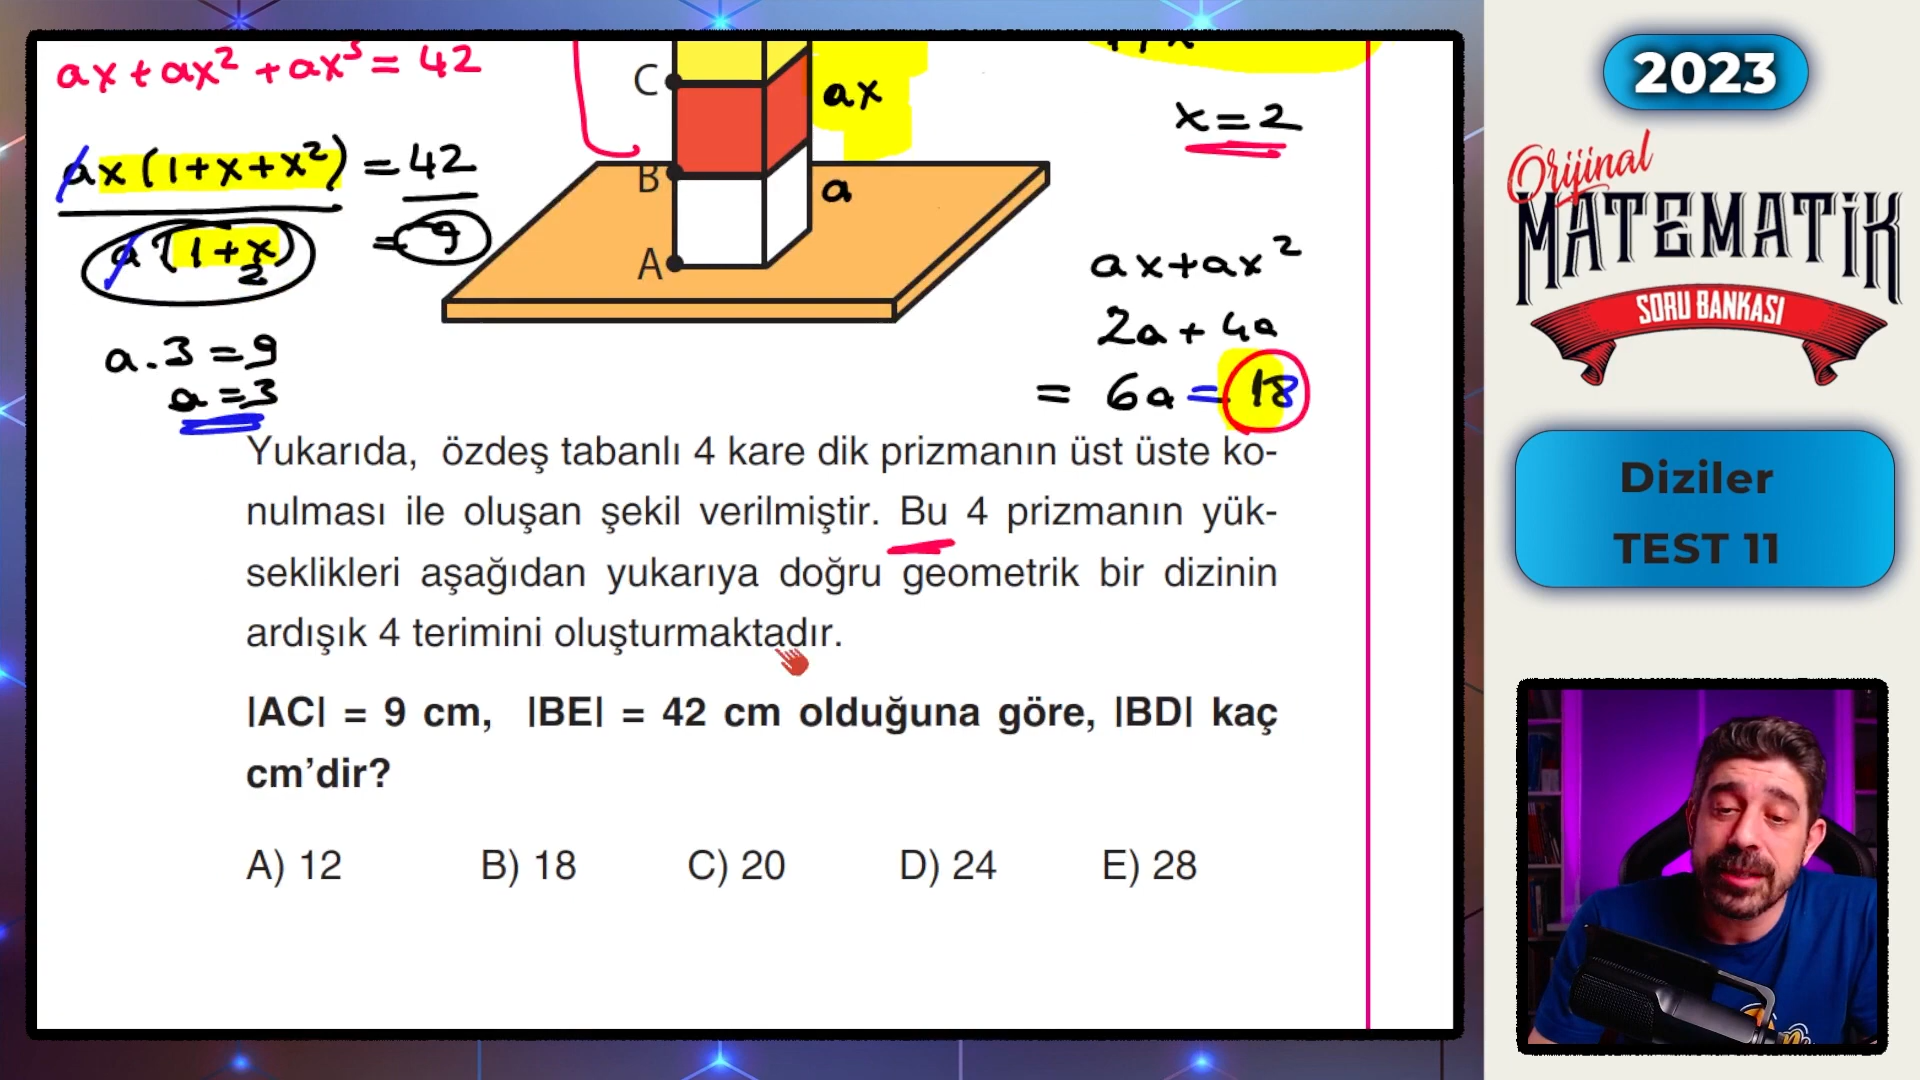 ax+ax²+ax³=42
C
ax
x=2
ax(1+x+x²)=42
B
a
a(1+x)=9
2
A
ax+ax²
2a+4a
a.3=9
=6a=18
a=3
Yukarıda, özdeş tabanlı 4 kare dik prizmanın üst üste ko-
nulması ile oluşan şekil verilmiştir. Bu 4 prizmanın yük-
seklikleri aşağıdan yukarıya doğru geometrik bir dizinin
ardışık 4 terimini oluşturmaktadır.
|AC| = 9 cm, |BE| = 42 cm olduğuna göre, |BD| kaç
cm'dir?
A) 12 B) 18 C) 20 D) 24 E) 28
2023
Orijinal
MATEMATİK
SORU BANKASI
Diziler
TEST 11